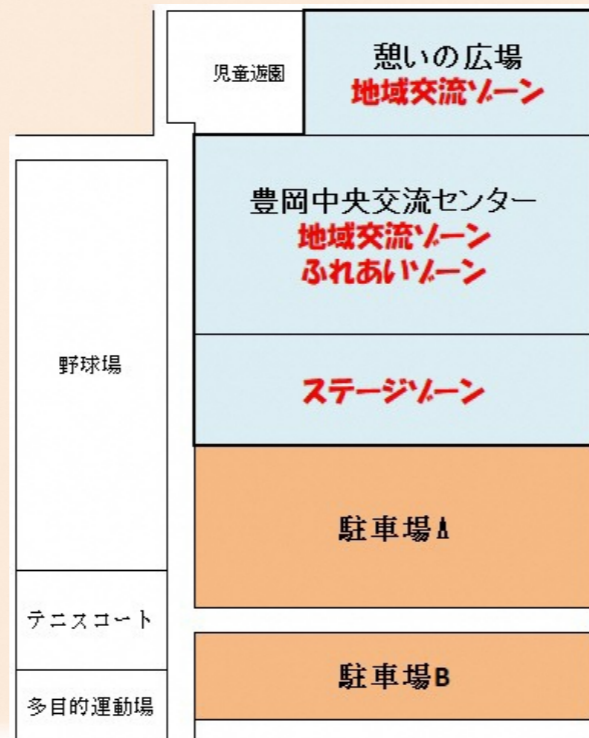 児童遊園
憩いの広場
地域交流ゾーン
豊岡中央交流センター
地域交流ゾーン
ふれあいゾーン
野球場
ステージゾーン
駐車場A
テニスコート
駐車場B
多目的運動場